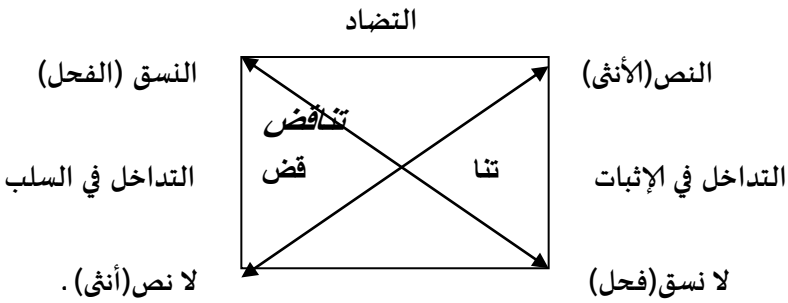 التضاد
النص(الأنثى) النسق (الفحل)
تناقض
التداخل في الإثبات تنا قض التداخل في السلب
لا نسق(فحل) لا نص(أنثى) .